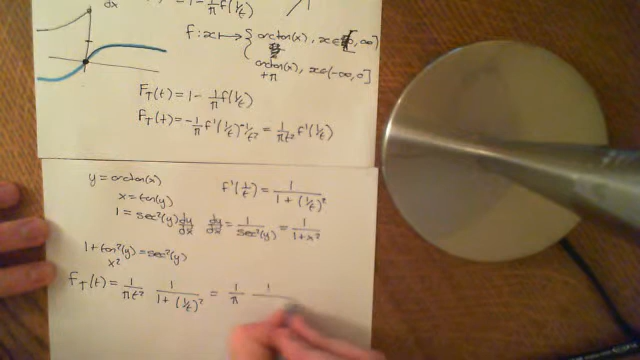 dx
f : x ↦ { arctan(x), x∈(0, ∞)
arctan(x) + π, x∈(-∞, 0]
F_T(t) = 1 - 1/π f(1/t)
F_T(t) = -1/π f'(1/t) · -1/t² = 1/(πt²) f'(1/t)
y = arctan(x)
x = tan(y)
1 = sec²(y) dy/dx
dy/dx = 1/sec²(y) = 1/(1+x²)
f'(1/t) = 1/(1 + (1/t)²)
1 + tan²(y) = sec²(y)
x²
F_T(t) = 1/(πt²) 1/(1 + (1/t)²) = 1/π 1